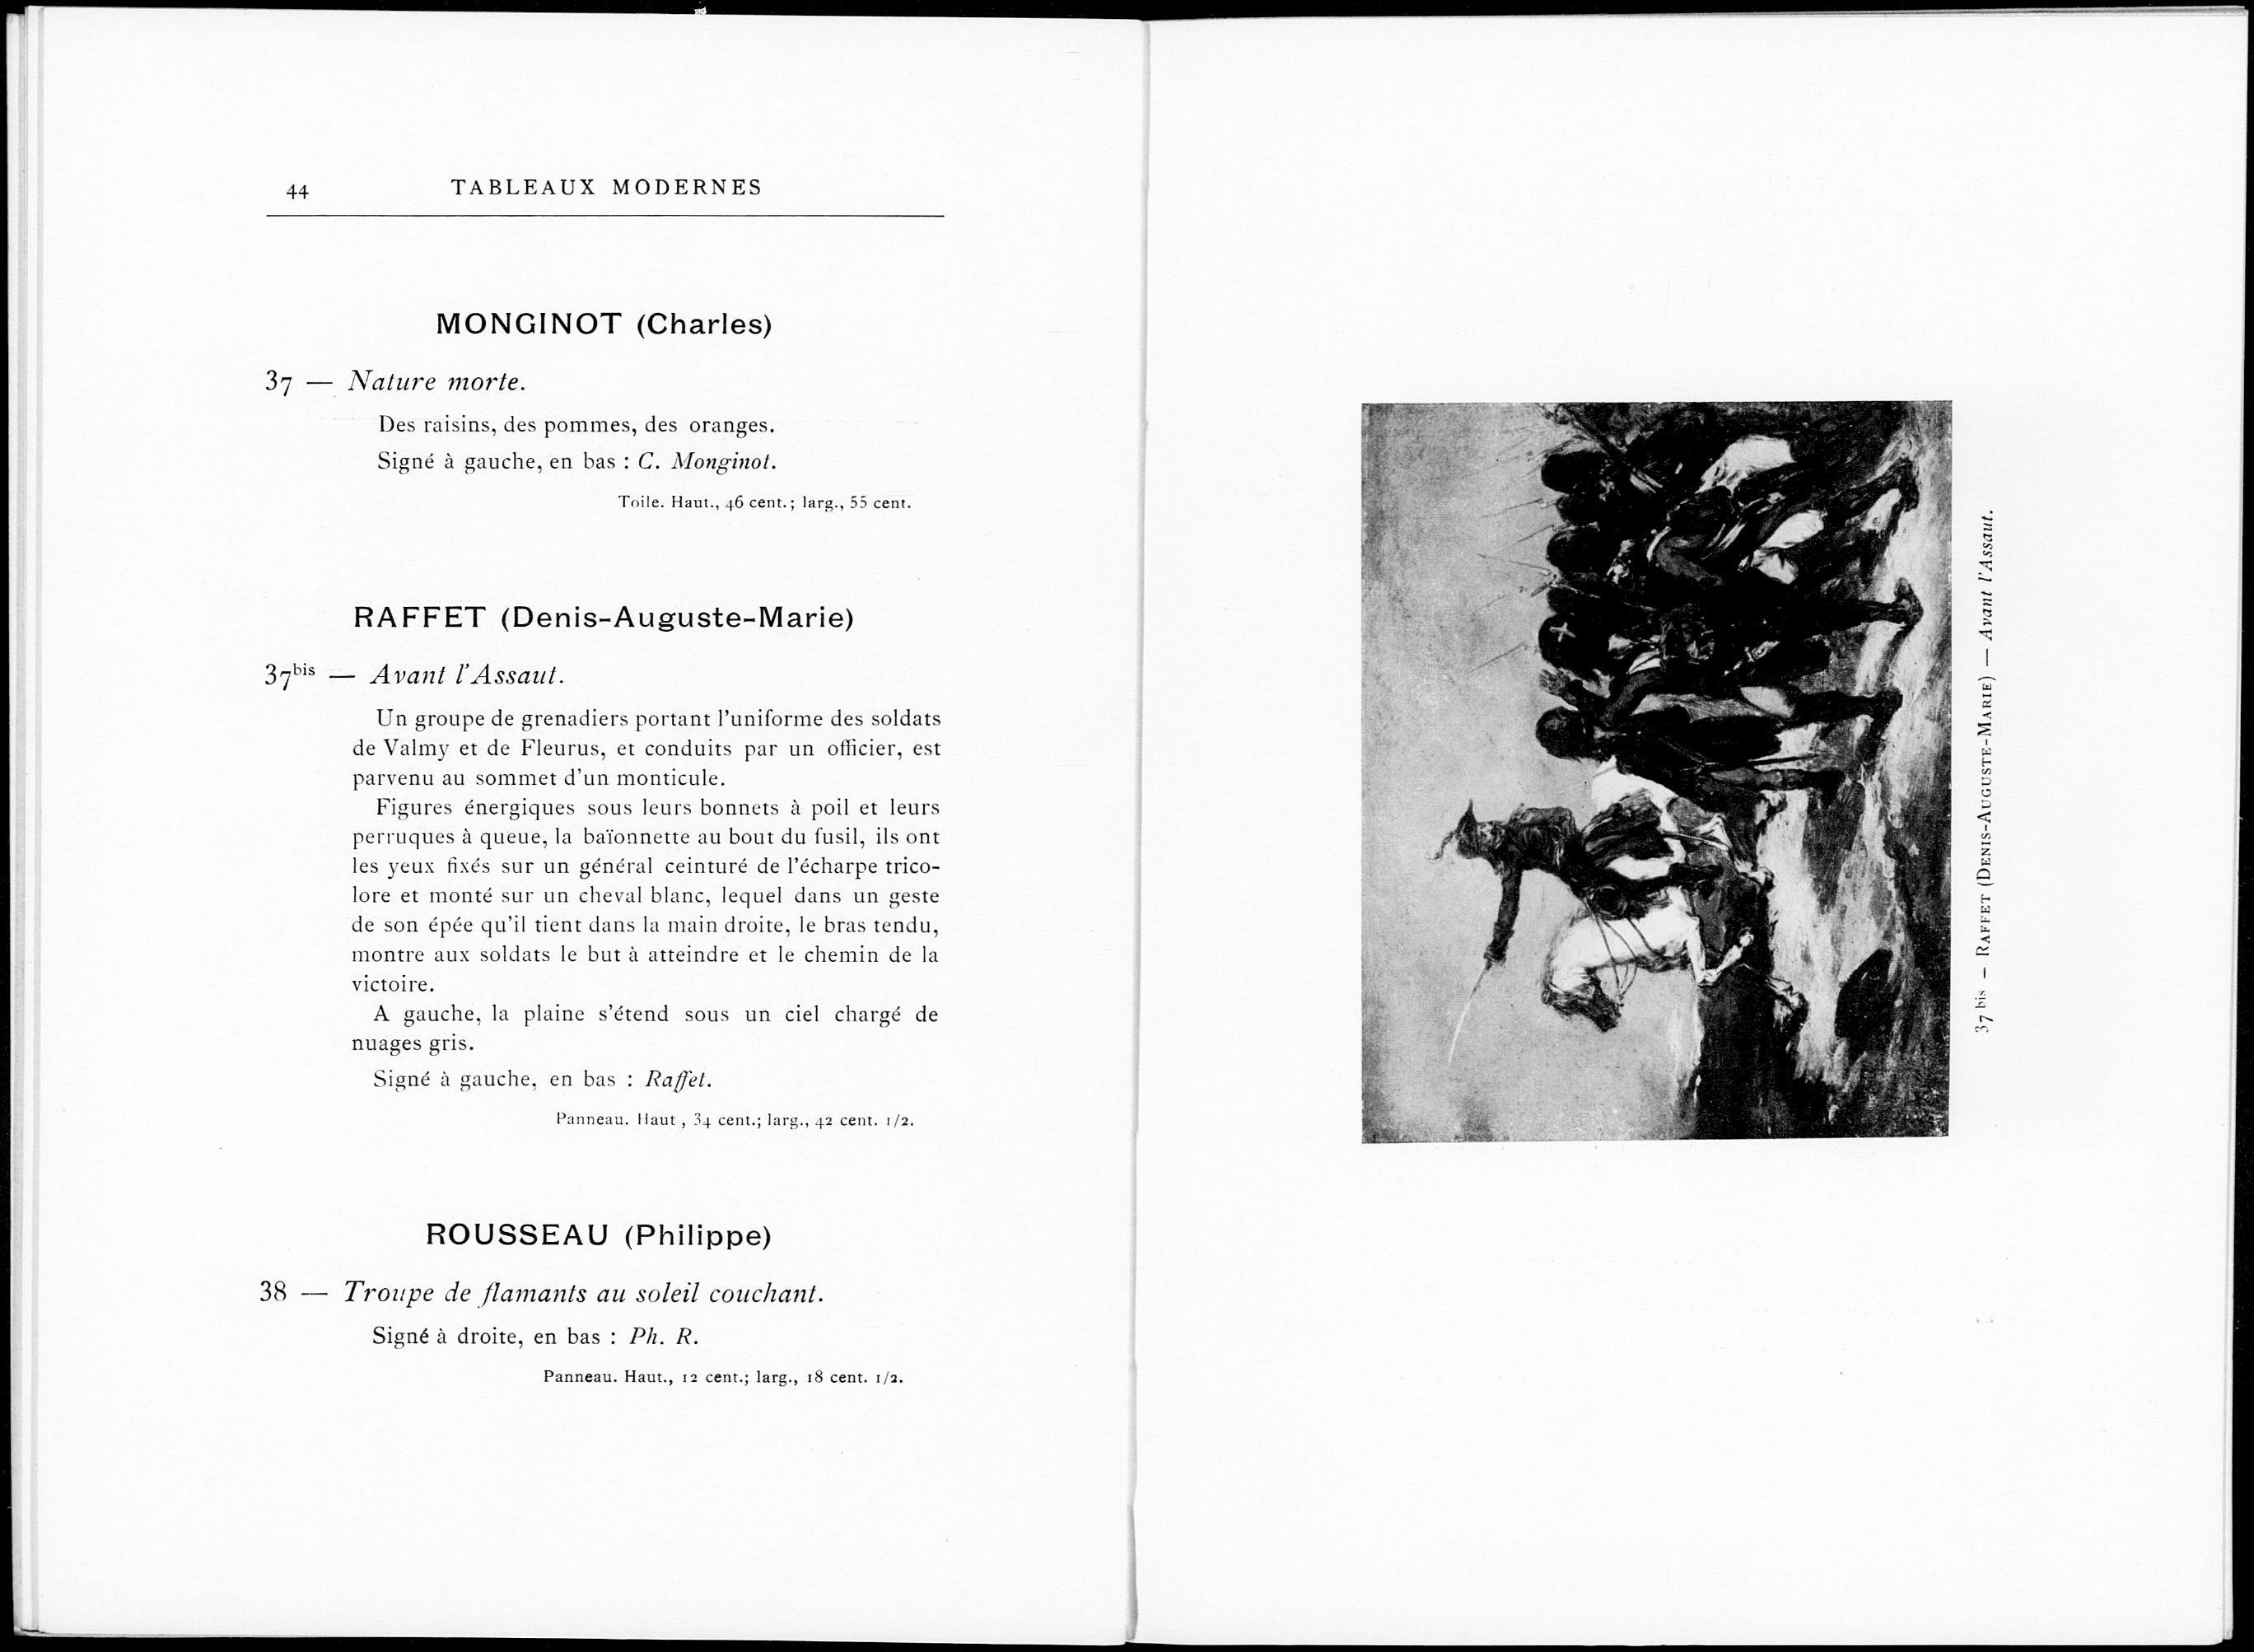 44 TABLEAUX MODERNES
MONGINOT (Charles)
37 — Nature morte.
Des raisins, des pommes, des oranges.
Signé à gauche, en bas : C. Monginot.
Toile. Haut., 46 cent.; larg., 55 cent.
RAFFET (Denis-Auguste-Marie)
37bis — Avant l'Assaut.
Un groupe de grenadiers portant l'uniforme des soldats
de Valmy et de Fleurus, et conduits par un officier, est
parvenu au sommet d'un monticule.
Figures énergiques sous leurs bonnets à poil et leurs
perruques à queue, la baïonnette au bout du fusil, ils ont
les yeux fixés sur un général ceinturé de l'écharpe trico-
lore et monté sur un cheval blanc, lequel dans un geste
de son épée qu'il tient dans la main droite, le bras tendu,
montre aux soldats le but à atteindre et le chemin de la
victoire.
A gauche, la plaine s'étend sous un ciel chargé de
nuages gris.
Signé à gauche, en bas : Raffet.
Panneau. Haut , 34 cent.; larg., 42 cent. 1/2.
ROUSSEAU (Philippe)
38 — Troupe de flamants au soleil couchant.
Signé à droite, en bas : Ph. R.
Panneau. Haut., 12 cent.; larg., 18 cent. 1/2.
37 bis — RAFFET (DENIS-AUGUSTE-MARIE) — Avant l'Assaut.